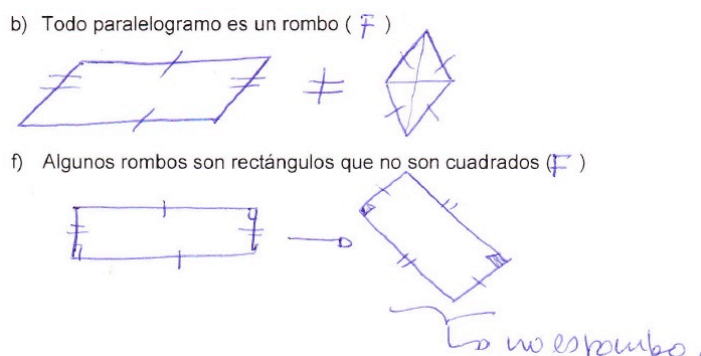 b) Todo paralelogramo es un rombo ( F )
≠
f) Algunos rombos son rectángulos que no son cuadrados (F )
no es rombo.